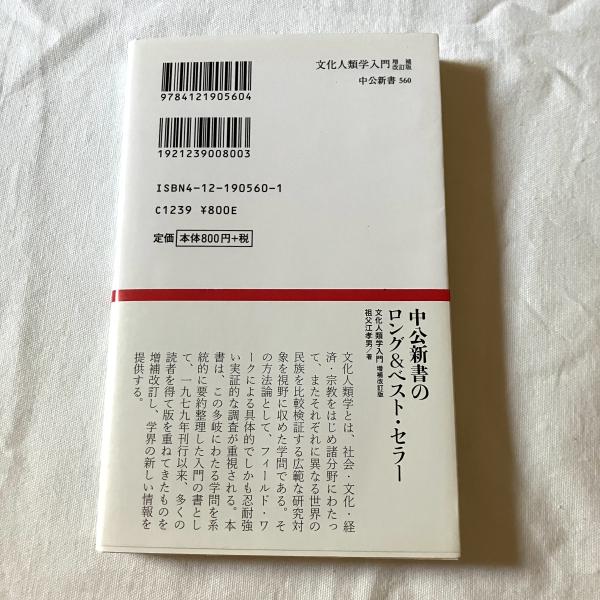 文化人類学入門 増補改訂版
中公新書 560
9784121905604
1921239008003
ISBN4-12-190560-1
C1239 ¥800E
定価 本体800円+税
中公新書の
ロング&ベスト・セラー
文化人類学入門 増補改訂版
祖父江孝男/著
文化人類学とは、社会・文化・経
済・宗教をはじめ諸分野にわたっ
て、またそれぞれに異なる世界の
民族を比較検証する広範な研究対
象を視野に収めた学問である。そ
の方法論として、フィールド・ワ
ークによる具体的でしかも忍耐強
い実証的な調査が重視される。本
書は、この多岐にわたる学問を系
統的に要約整理した入門の書とし
て、一九七九年刊行以来、多くの
読者を得て版を重ねてきたものを
増補改訂し、学界の新しい情報を
提供する。